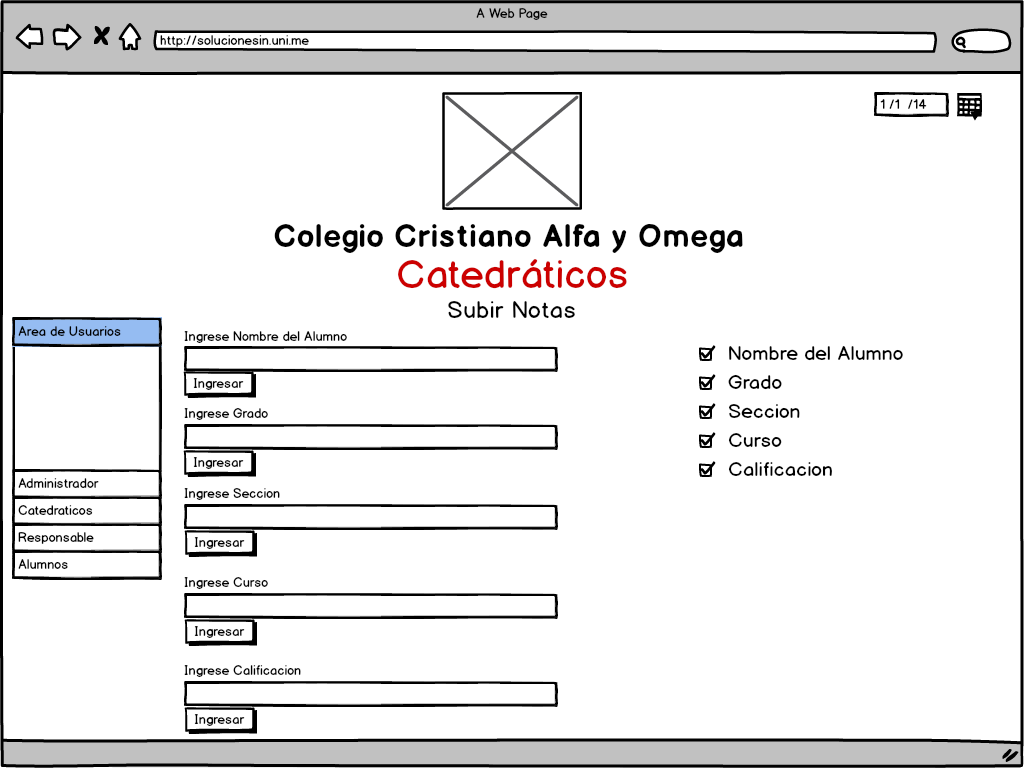 A Web Page
http://solucionesin.uni.me
1 /1 /14
Colegio Cristiano Alfa y Omega
Catedráticos
Subir Notas
Area de Usuarios
Administrador
Catedraticos
Responsable
Alumnos
Ingrese Nombre del Alumno
Ingresar
Ingrese Grado
Ingresar
Ingrese Seccion
Ingresar
Ingrese Curso
Ingresar
Ingrese Calificacion
Ingresar
Nombre del Alumno
Grado
Seccion
Curso
Calificacion